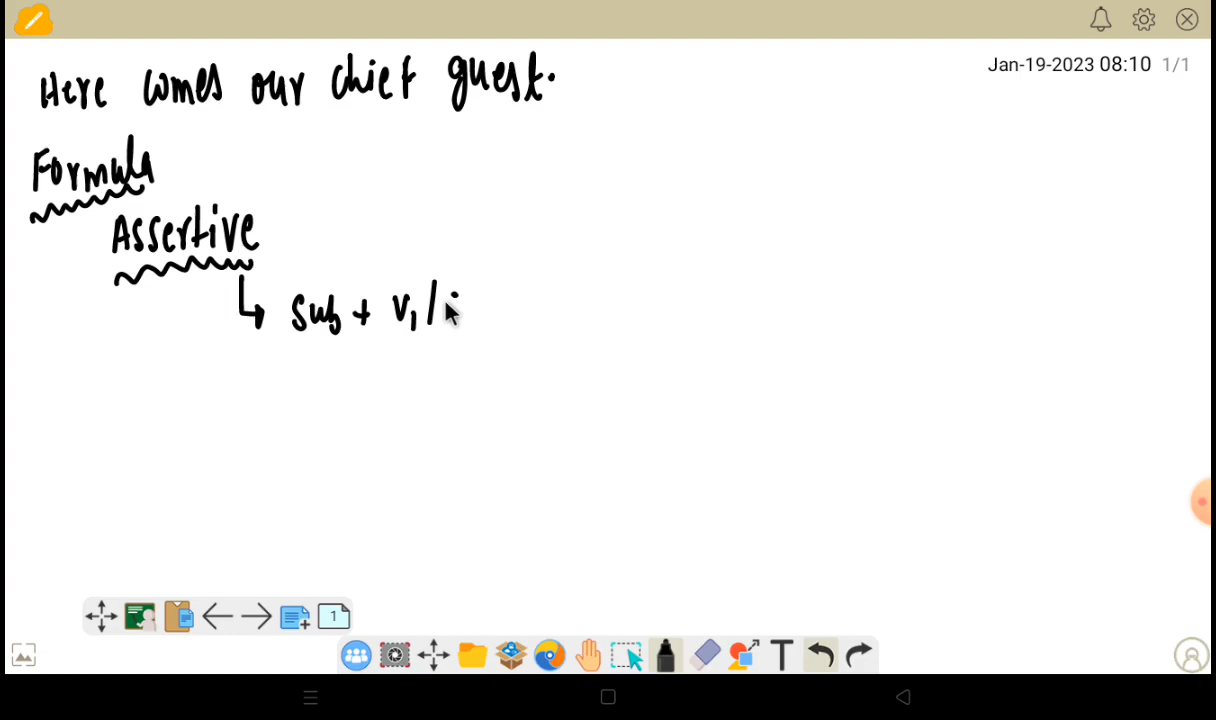 Jan-19-2023 08:10 1/1
Here comes our chief guest.
Formula
Assertive
Sub + V₁ /
1